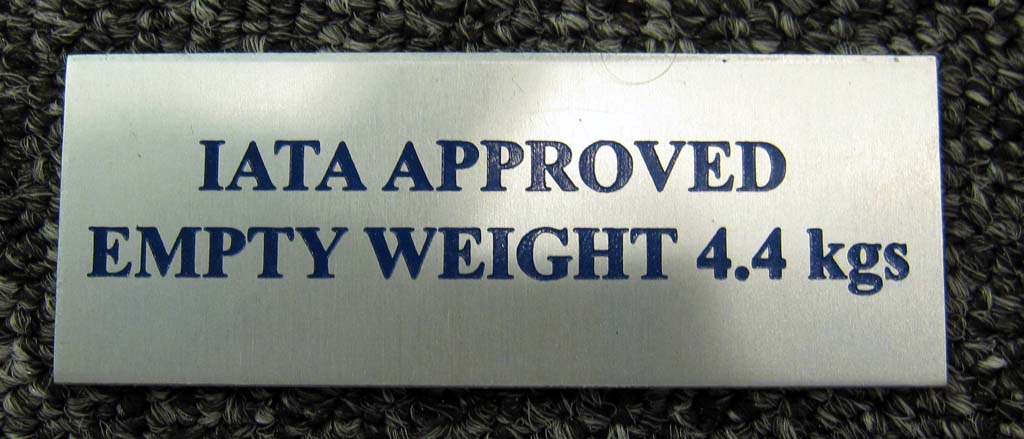 IATA APPROVED
EMPTY WEIGHT 4.4 kgs